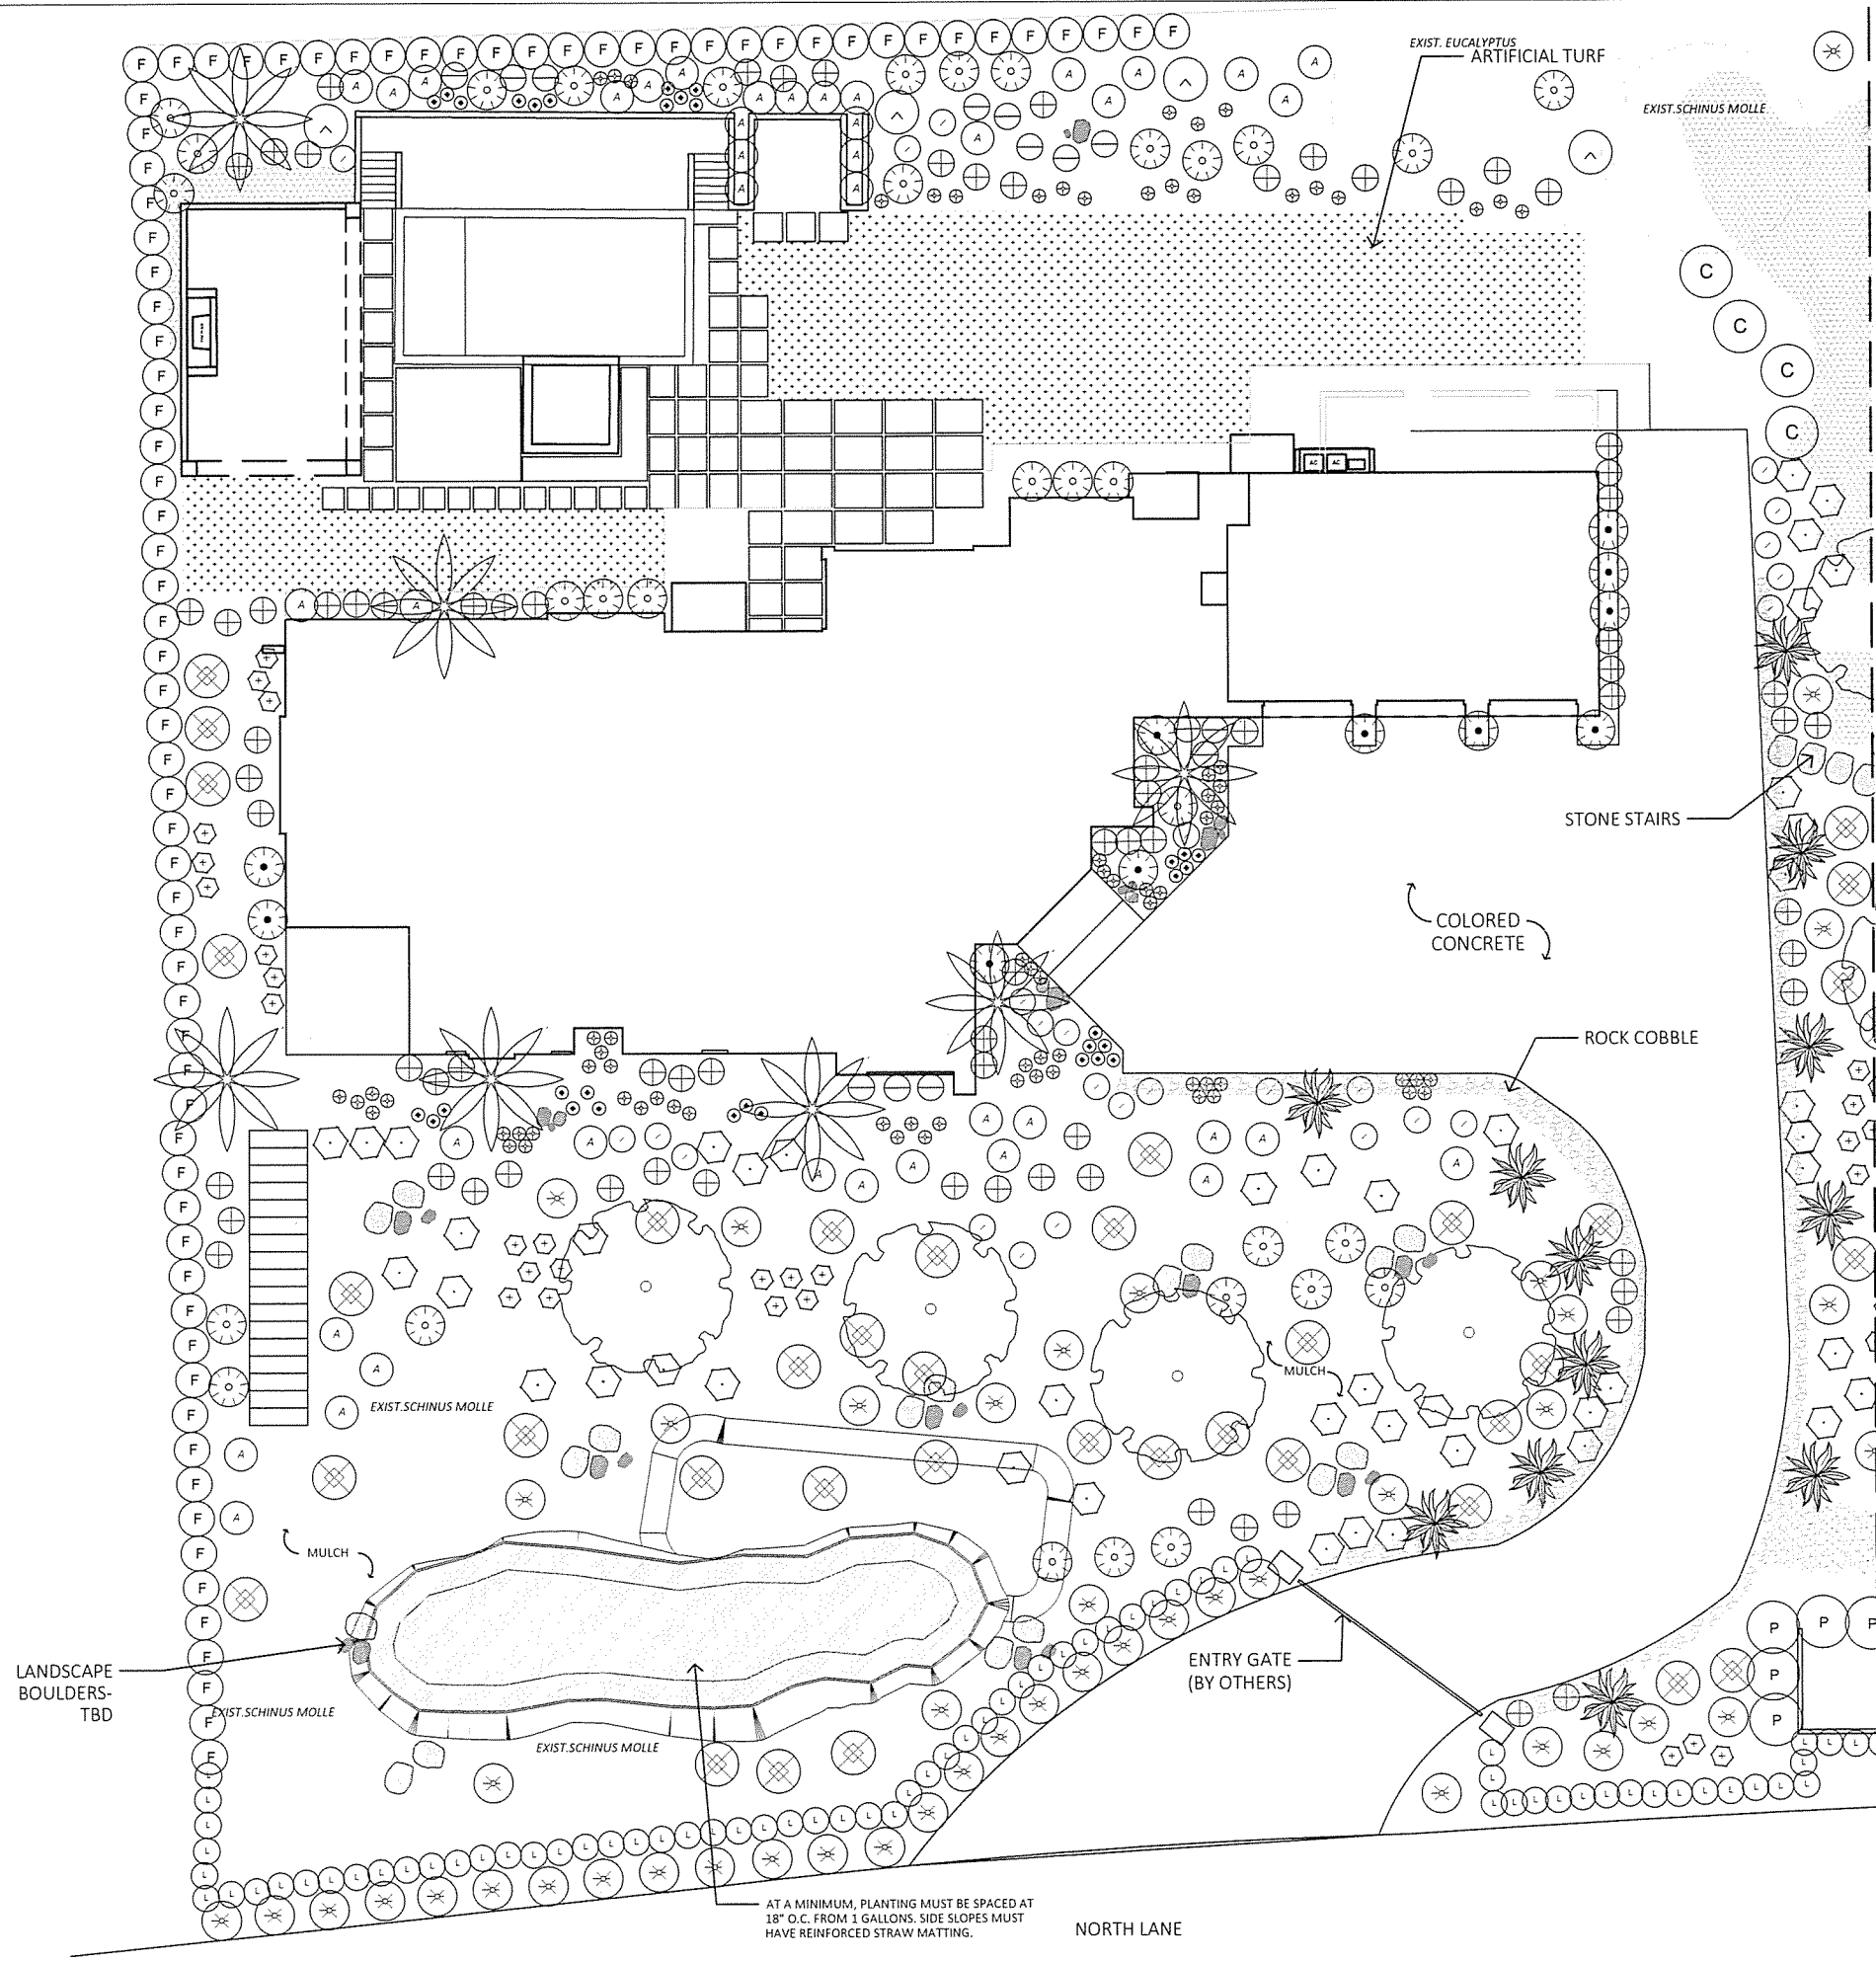 EXIST. EUCALYPTUS
ARTIFICIAL TURF
EXIST.SCHINUS MOLLE
AC AC
STONE STAIRS
COLORED
CONCRETE
ROCK COBBLE
MULCH
EXIST.SCHINUS MOLLE
MULCH
ENTRY GATE
(BY OTHERS)
LANDSCAPE
BOULDERS-
TBD
EXIST.SCHINUS MOLLE
EXIST.SCHINUS MOLLE
AT A MINIMUM, PLANTING MUST BE SPACED AT
18" O.C. FROM 1 GALLONS. SIDE SLOPES MUST
HAVE REINFORCED STRAW MATTING.
NORTH LANE
C
C
C
C
P P P
P
P